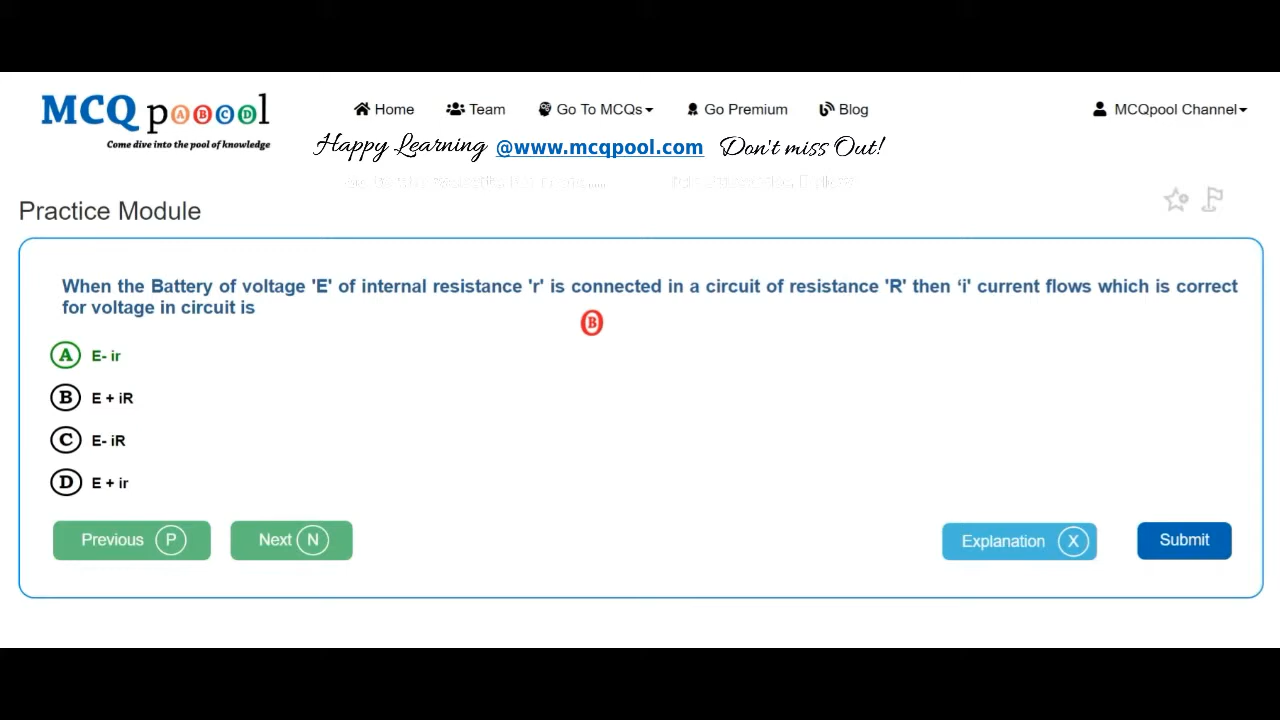 MCQ pooool
Come dive into the pool of knowledge
Home Team Go To MCQs Go Premium Blog MCQpool Channel
Happy Learning @www.mcqpool.com Don't miss Out!
Practice Module
When the Battery of voltage 'E' of internal resistance 'r' is connected in a circuit of resistance 'R' then ‘i' current flows which is correct
for voltage in circuit is
B
A E- ir
B E + iR
C E- iR
D E + ir
Previous P Next N Explanation X Submit